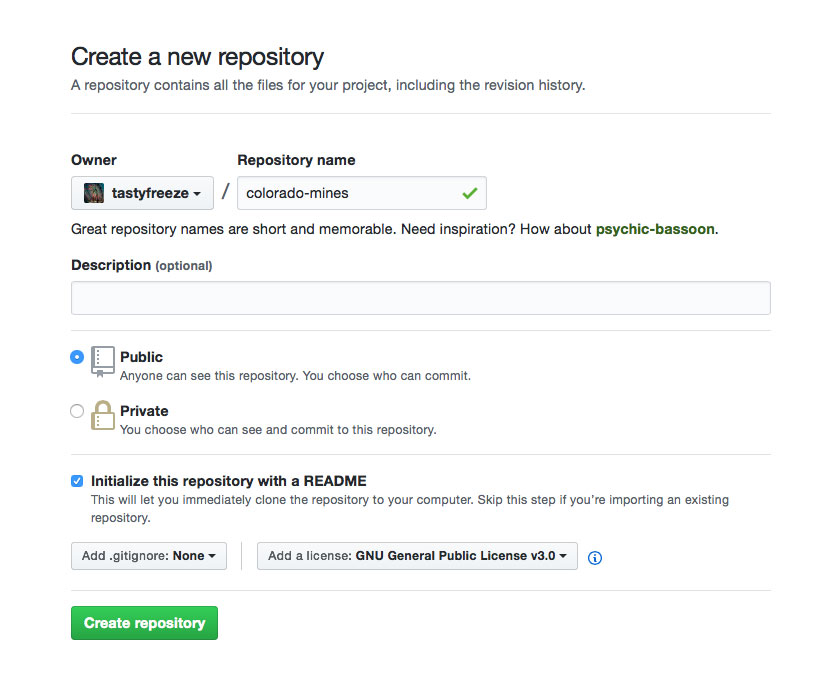 Create a new repository
A repository contains all the files for your project, including the revision history.
Owner Repository name
tastyfreeze / colorado-mines
Great repository names are short and memorable. Need inspiration? How about psychic-bassoon.
Description (optional)
Public
Anyone can see this repository. You choose who can commit.
Private
You choose who can see and commit to this repository.
Initialize this repository with a README
This will let you immediately clone the repository to your computer. Skip this step if you’re importing an existing
repository.
Add .gitignore: None Add a license: GNU General Public License v3.0
Create repository